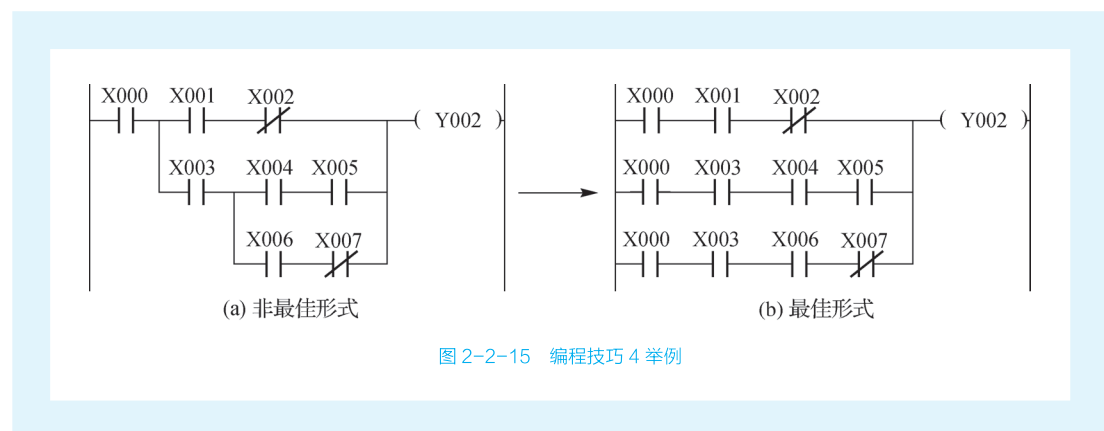 X000 X001 X002 X000 X001 X002
( Y002 ) ( Y002 )
X003 X004 X005 X000 X003 X004 X005
X006 X007 X000 X003 X006 X007
(a) 非最佳形式 (b) 最佳形式
图 2-2-15 编程技巧 4 举例